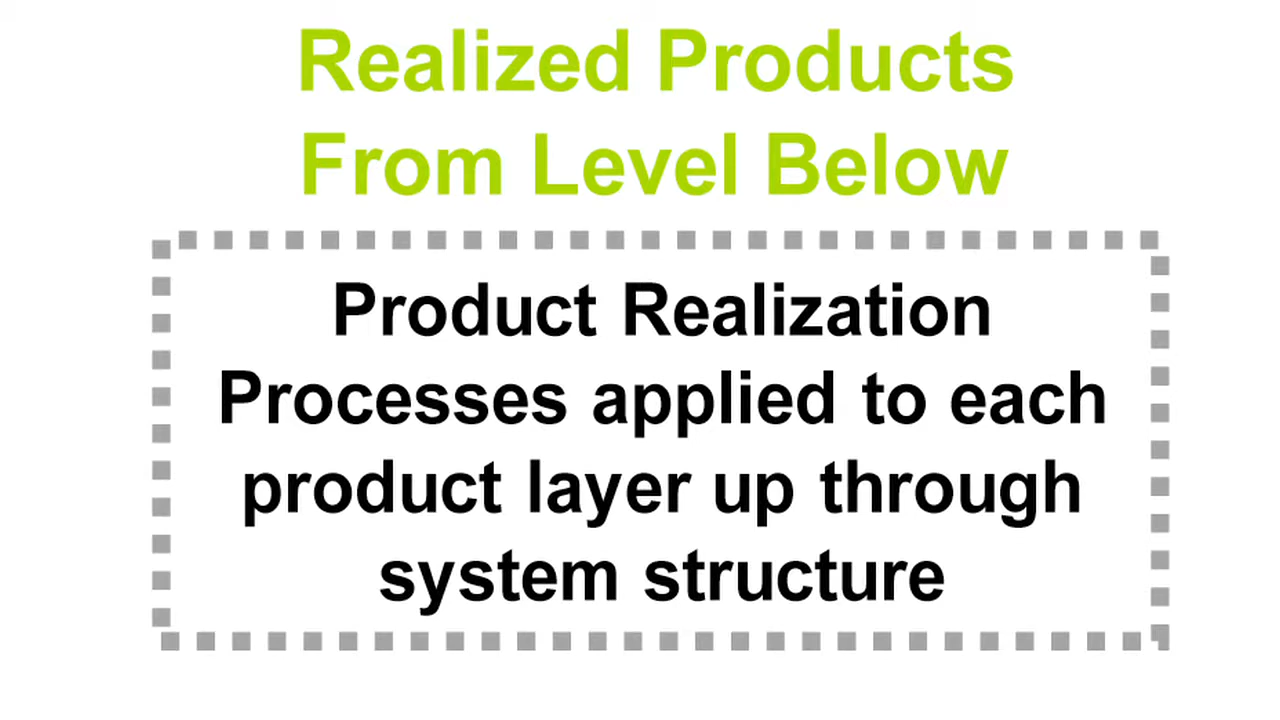 Realized Products
From Level Below
Product Realization
Processes applied to each
product layer up through
system structure